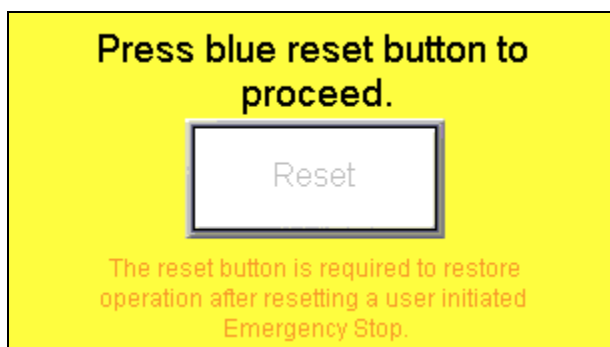 Press blue reset button to
proceed.
Reset
The reset button is required to restore
operation after resetting a user initiated
Emergency Stop.